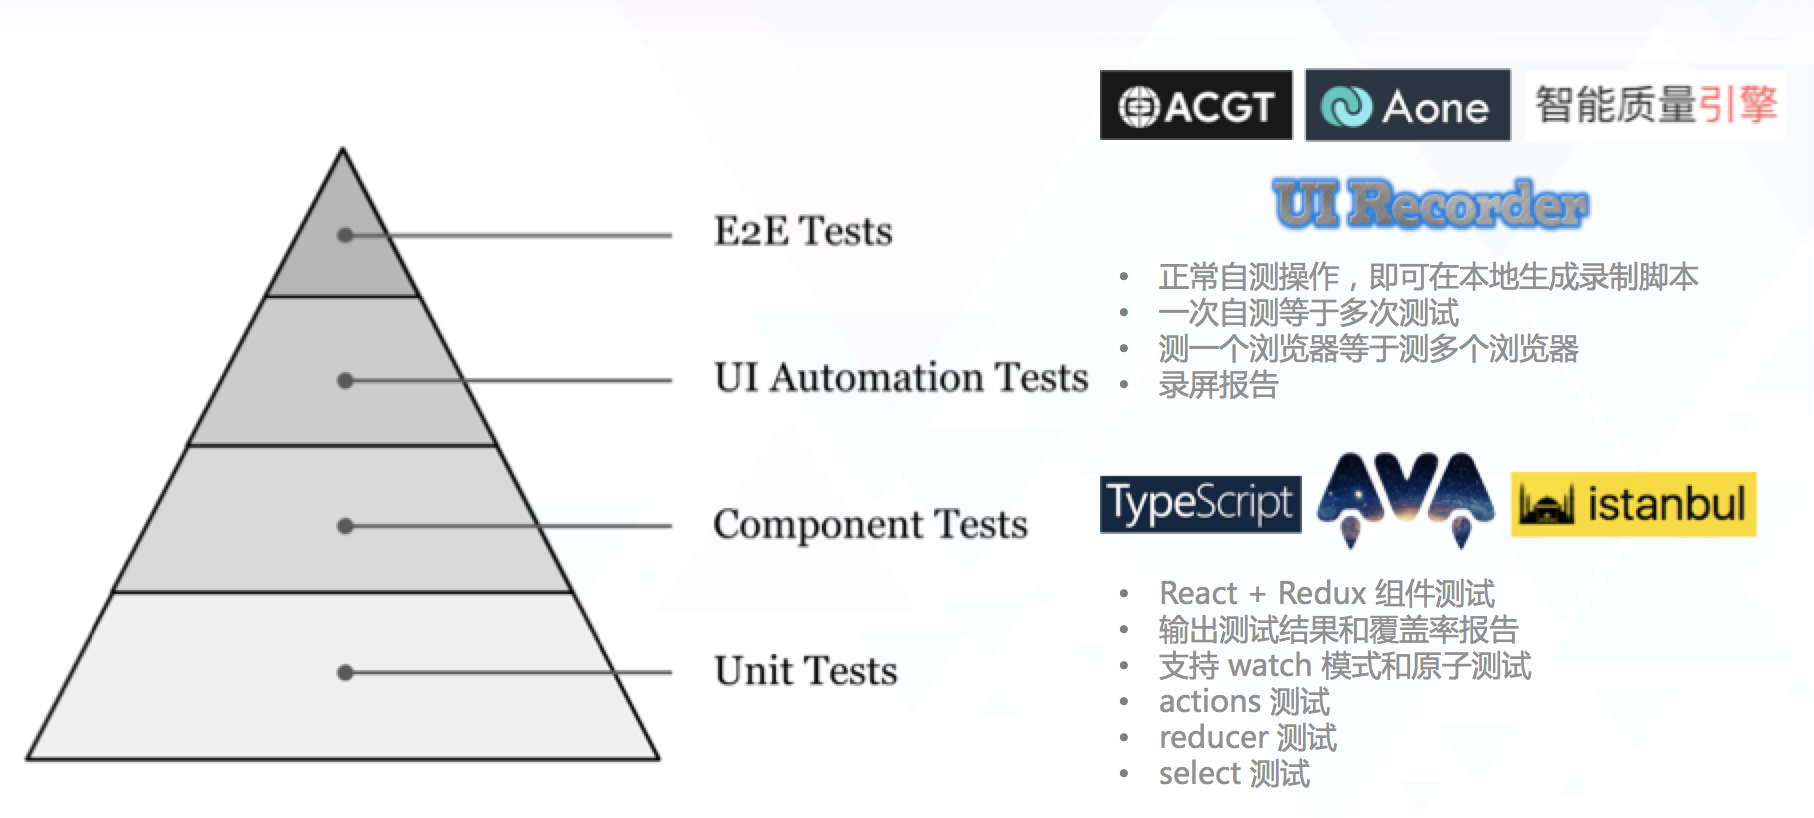 E2E Tests
UI Automation Tests
Component Tests
Unit Tests
ACGT
Aone
智能质量引擎
UI Recorder
• 正常自测操作，即可在本地生成录制脚本
• 一次自测等于多次测试
• 测一个浏览器等于测多个浏览器
• 录屏报告
TypeScript
AVA
istanbul
• React + Redux 组件测试
• 输出测试结果和覆盖率报告
• 支持 watch 模式和原子测试
• actions 测试
• reducer 测试
• select 测试